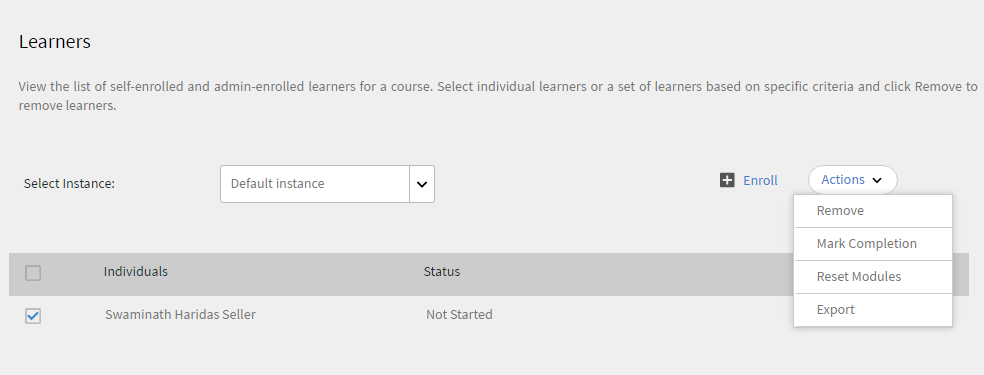 Learners
View the list of self-enrolled and admin-enrolled learners for a course. Select individual learners or a set of learners based on specific criteria and click Remove to
remove learners.
Select Instance:
Default instance
Enroll
Actions
Remove
Mark Completion
Reset Modules
Export
Individuals
Status
Swaminath Haridas Seller
Not Started